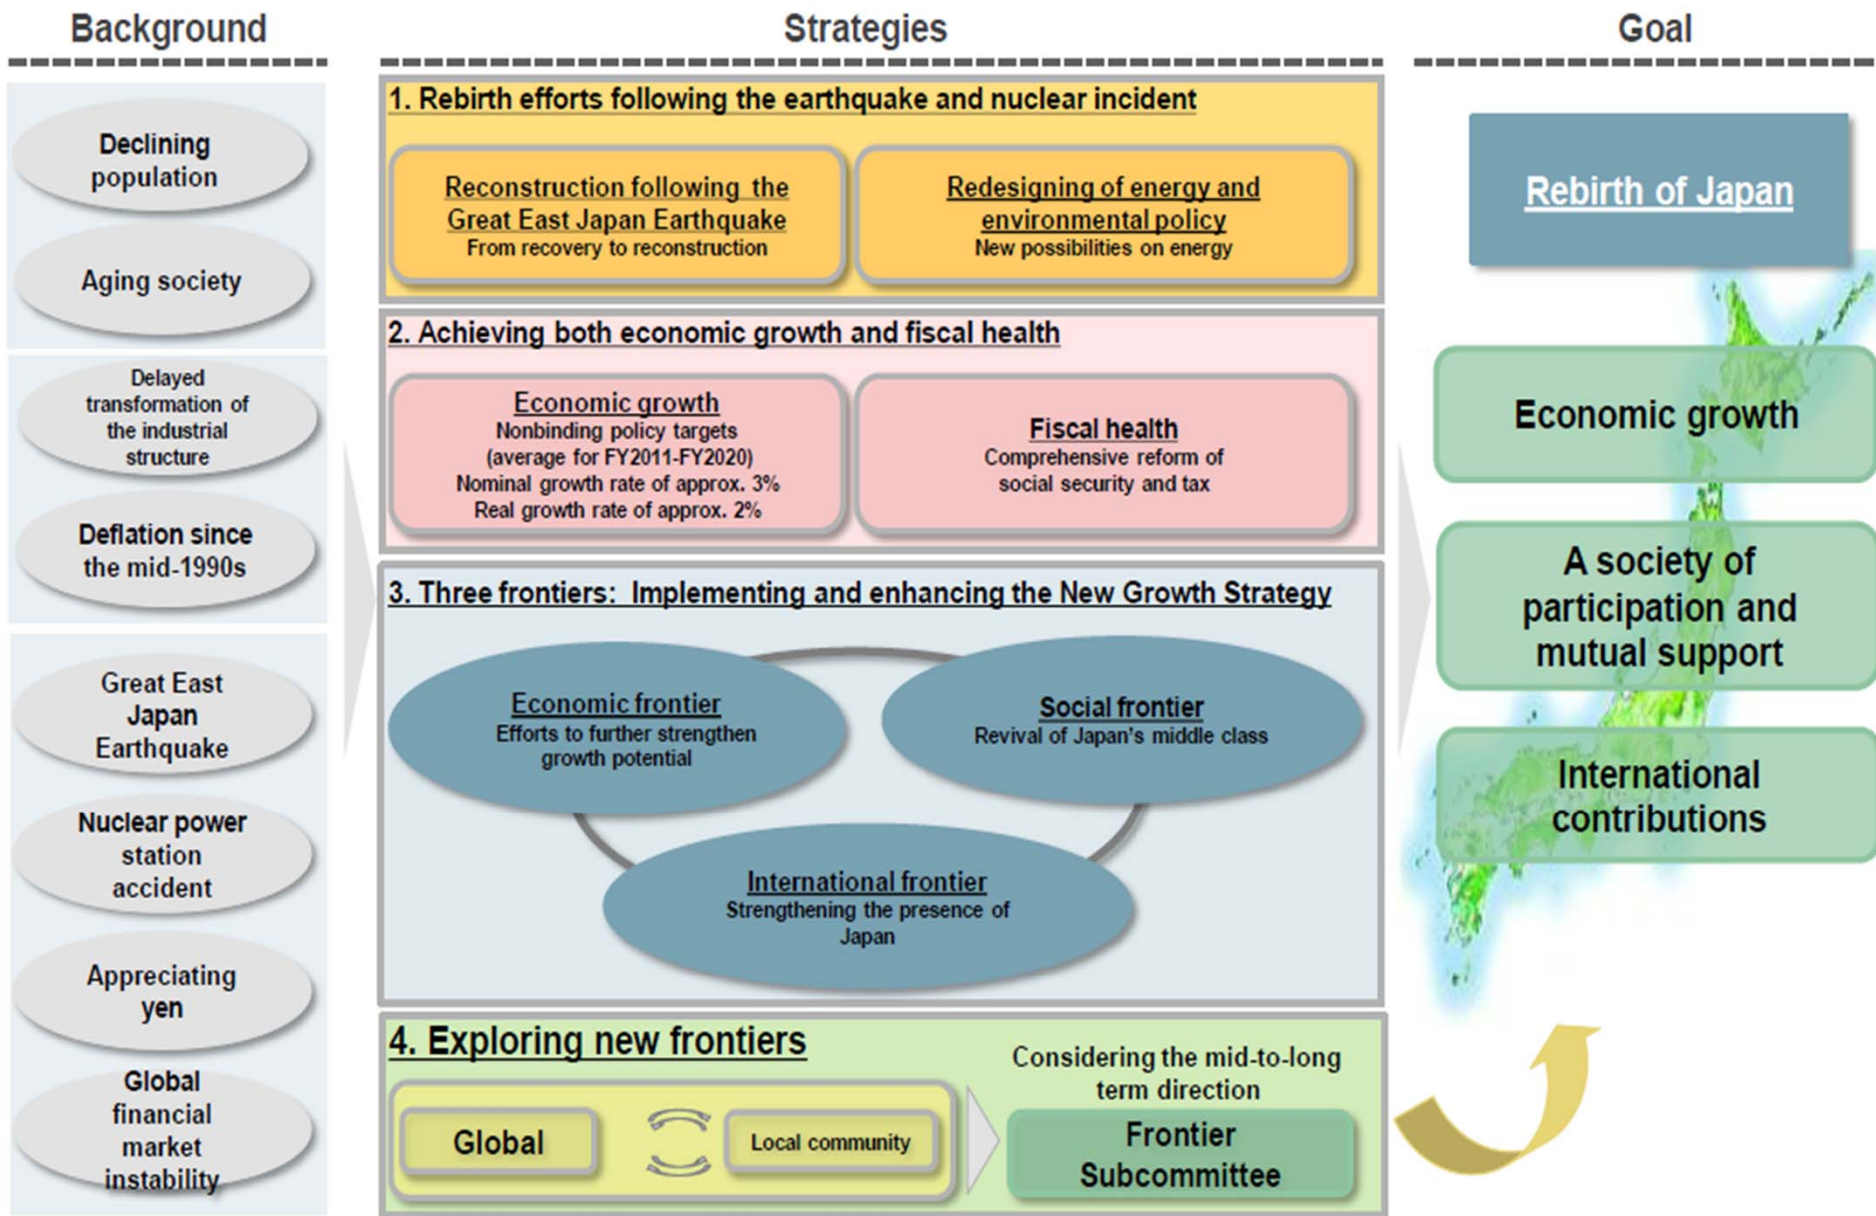 Background
Declining
population
Aging society
Delayed
transformation of
the industrial
structure
Deflation since
the mid-1990s
Great East
Japan
Earthquake
Nuclear power
station
accident
Appreciating
yen
Global
financial
market
instability
Strategies
1. Rebirth efforts following the earthquake and nuclear incident
Reconstruction following the
Great East Japan Earthquake
From recovery to reconstruction
Redesigning of energy and
environmental policy
New possibilities on energy
2. Achieving both economic growth and fiscal health
Economic growth
Nonbinding policy targets
(average for FY2011-FY2020)
Nominal growth rate of approx. 3%
Real growth rate of approx. 2%
Fiscal health
Comprehensive reform of
social security and tax
3. Three frontiers: Implementing and enhancing the New Growth Strategy
Economic frontier
Efforts to further strengthen
growth potential
Social frontier
Revival of Japan's middle class
International frontier
Strengthening the presence of
Japan
4. Exploring new frontiers
Global
Local community
Considering the mid-to-long
term direction
Frontier
Subcommittee
Goal
Rebirth of Japan
Economic growth
A society of
participation and
mutual support
International
contributions